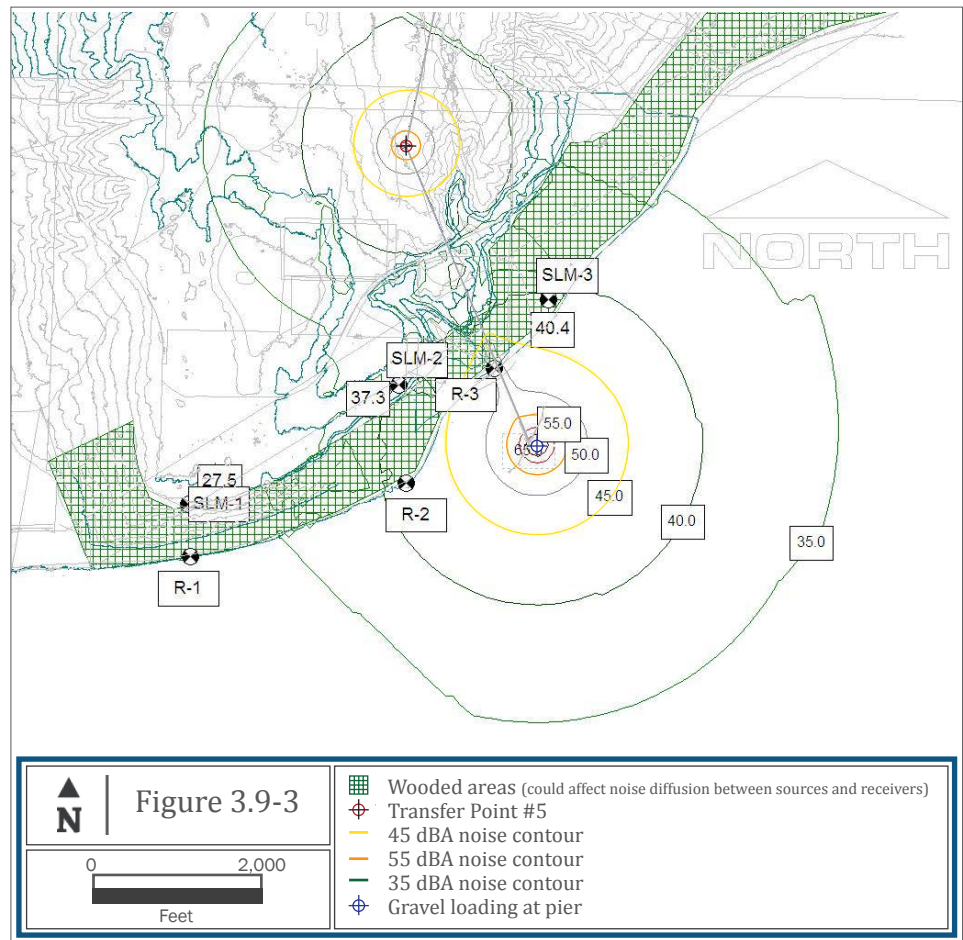 NORTH
SLM-3
40.4
SLM-2
37.3
R-3
55.0
50.0
27.5
SLM-1
45.0
R-2
40.0
35.0
R-1
N
Figure 3.9-3
0 2,000
Feet
Wooded areas (could affect noise diffusion between sources and receivers)
Transfer Point #5
45 dBA noise contour
55 dBA noise contour
35 dBA noise contour
Gravel loading at pier